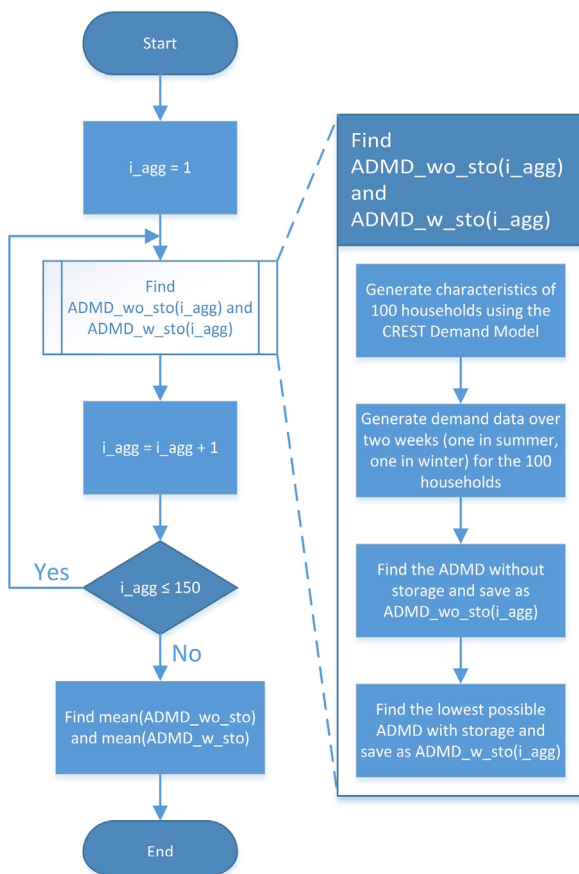 Start
i_agg = 1
Find
ADMD_wo_sto(i_agg) and
ADMD_w_sto(i_agg)
i_agg = i_agg + 1
i_agg ≤ 150
Yes
No
Find mean(ADMD_wo_sto)
and mean(ADMD_w_sto)
End
Find
ADMD_wo_sto(i_agg)
and
ADMD_w_sto(i_agg)
Generate characteristics of
100 households using the
CREST Demand Model
Generate demand data over
two weeks (one in summer,
one in winter) for the 100
households
Find the ADMD without
storage and save as
ADMD_wo_sto(i_agg)
Find the lowest possible
ADMD with storage and
save as ADMD_w_sto(i_agg)